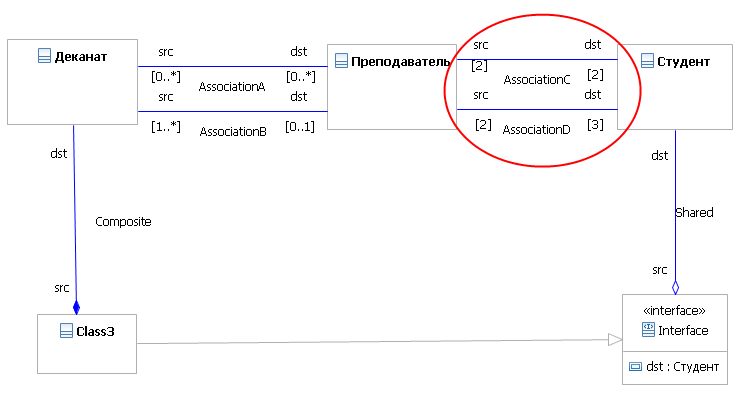 src dst src dst
Деканат Преподаватель Студент
[0..*] AssociationA [0..*] [2] AssociationC [2]
src dst src dst
[1..*] AssociationB [0..1] [2] AssociationD [3]
dst dst
Composite Shared
src src
«interface»
Class3 Interface
dst : Студент